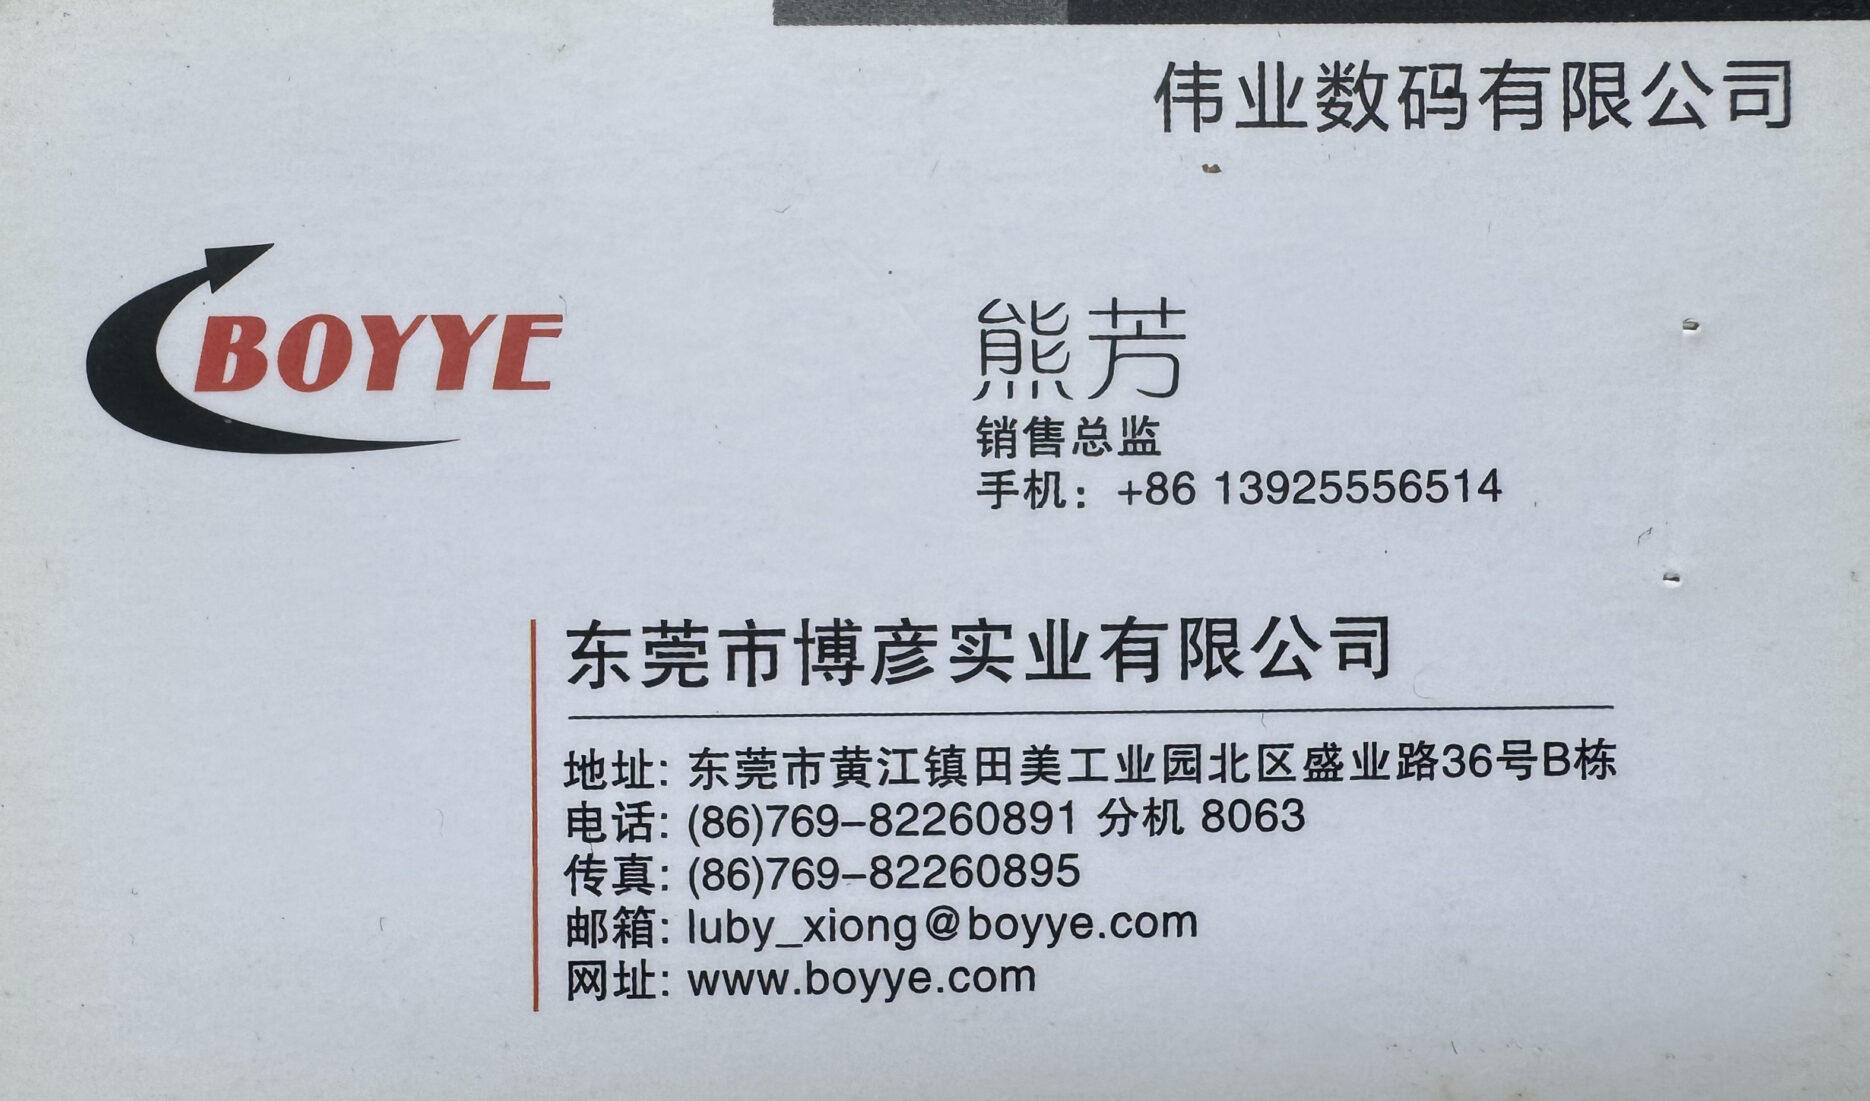 伟业数码有限公司
BOYYE
熊芳
销售总监
手机：+86 13925556514
东莞市博彦实业有限公司
地址: 东莞市黄江镇田美工业园北区盛业路36号B栋
电话: (86)769-82260891 分机 8063
传真: (86)769-82260895
邮箱: luby_xiong@boyye.com
网址: www.boyye.com